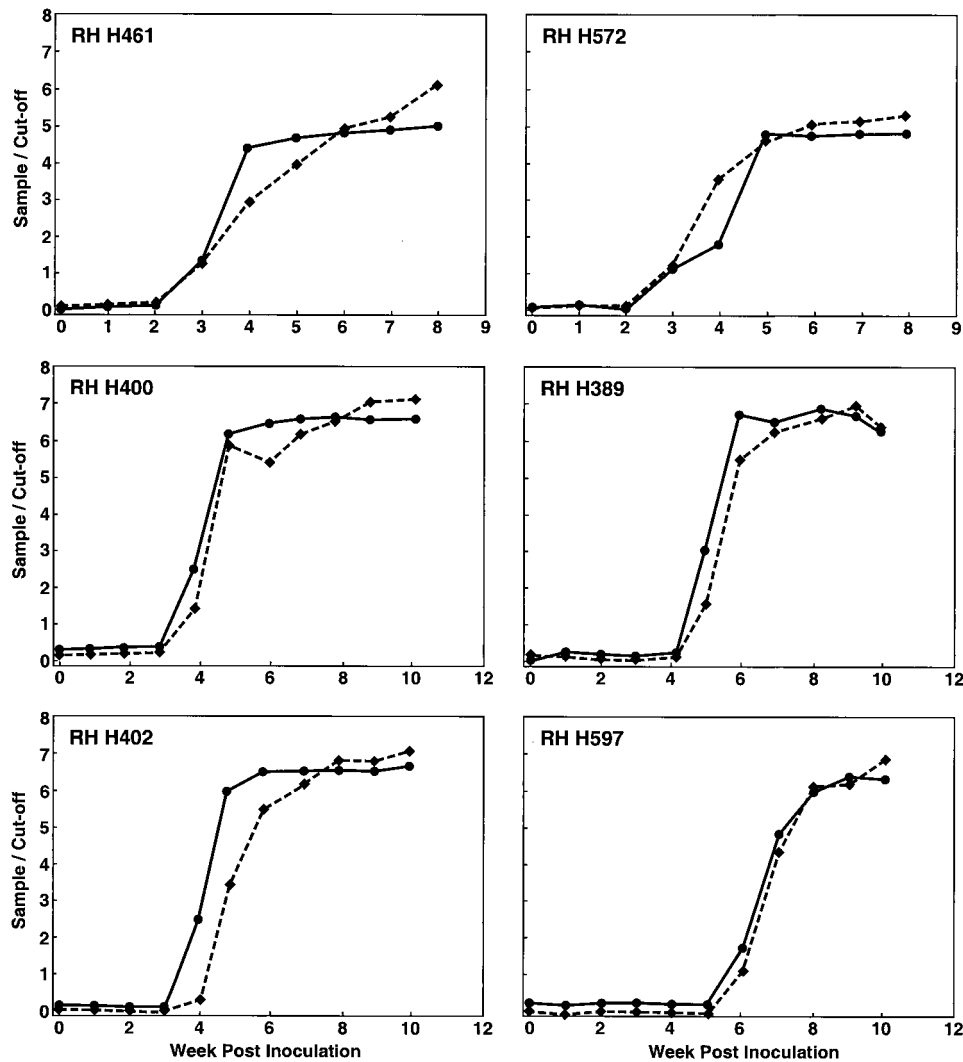 RH H461
Sample / Cut-off
8
7
6
5
4
3
2
1
0
0 1 2 3 4 5 6 7 8 9
RH H572
0 1 2 3 4 5 6 7 8 9
RH H400
Sample / Cut-off
8
7
6
5
4
3
2
1
0
0 2 4 6 8 10 12
RH H389
0 2 4 6 8 10 12
RH H402
Sample / Cut-off
8
7
6
5
4
3
2
1
0
0 2 4 6 8 10 12
Week Post Inoculation
RH H597
0 2 4 6 8 10 12
Week Post Inoculation